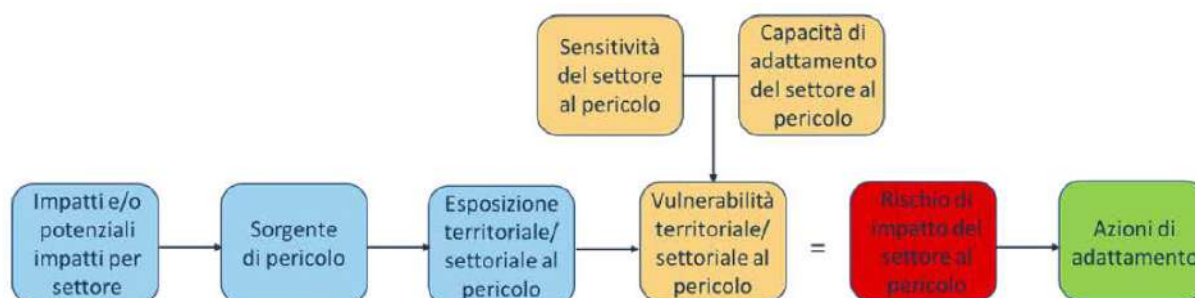 Sensitività
del settore
al pericolo
Capacità di
adattamento
del settore al
pericolo
Impatti e/o
potenziali
impatti per
settore
Sorgente
di pericolo
Esposizione
territoriale/
settoriale al
pericolo
Vulnerabilità
territoriale/
settoriale al
pericolo
=
Rischio di
impatto del
settore al
pericolo
Azioni di
adattamento